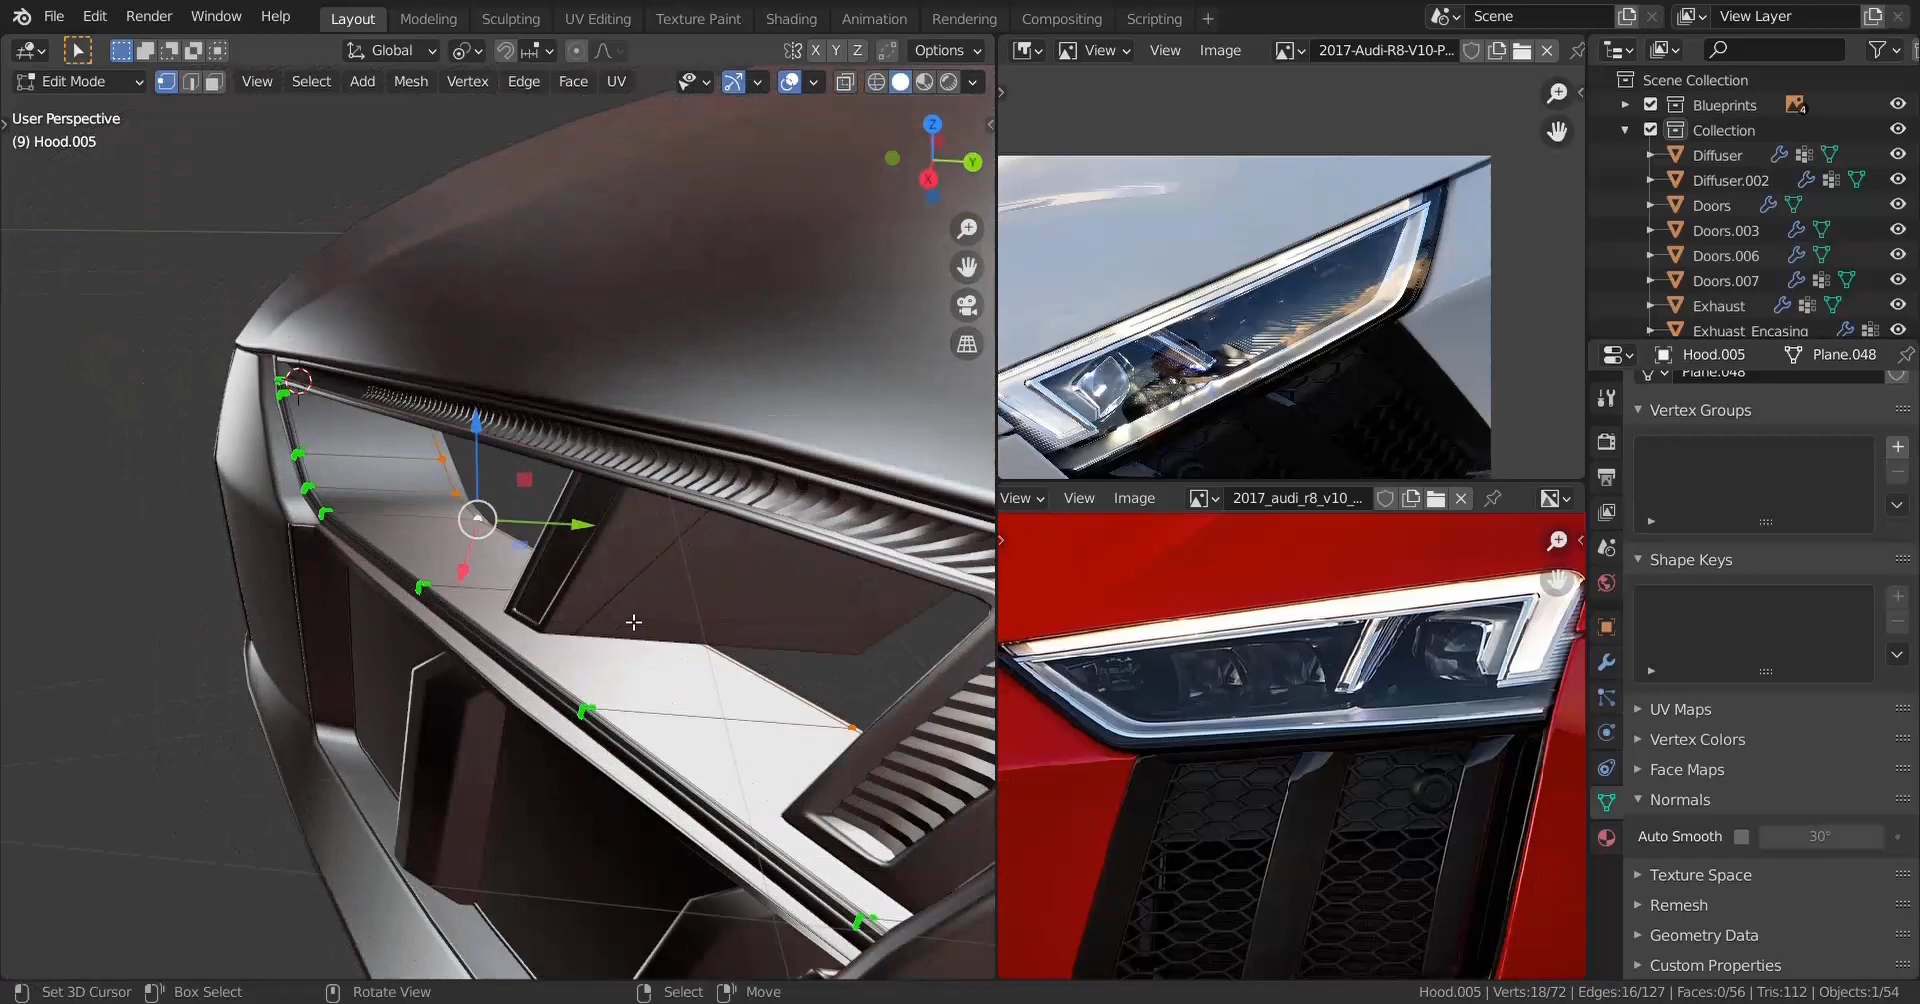 File Edit Render Window Help Layout Modeling Sculpting UV Editing Texture Paint Shading Animation Rendering Compositing Scripting + Scene View Layer
Global X Y Z Options View View Image 2017-Audi-R8-V10-P...
Edit Mode View Select Add Mesh Vertex Edge Face UV
User Perspective
(9) Hood.005
Z
Y
X
Scene Collection
Blueprints 4
Collection
Diffuser
Diffuser.002
Doors
Doors.003
Doors.006
Doors.007
Exhaust
Exhuast Encasing
Hood.005 Plane.048
Plane.048
Vertex Groups
View View Image 2017_audi_r8_v10_...
Shape Keys
UV Maps
Vertex Colors
Face Maps
Normals
Auto Smooth 30°
Texture Space
Remesh
Geometry Data
Custom Properties
Set 3D Cursor Box Select Rotate View Select Move Hood.005 | Verts:18/72 | Edges:16/127 | Faces:0/56 | Tris:112 | Objects:1/54